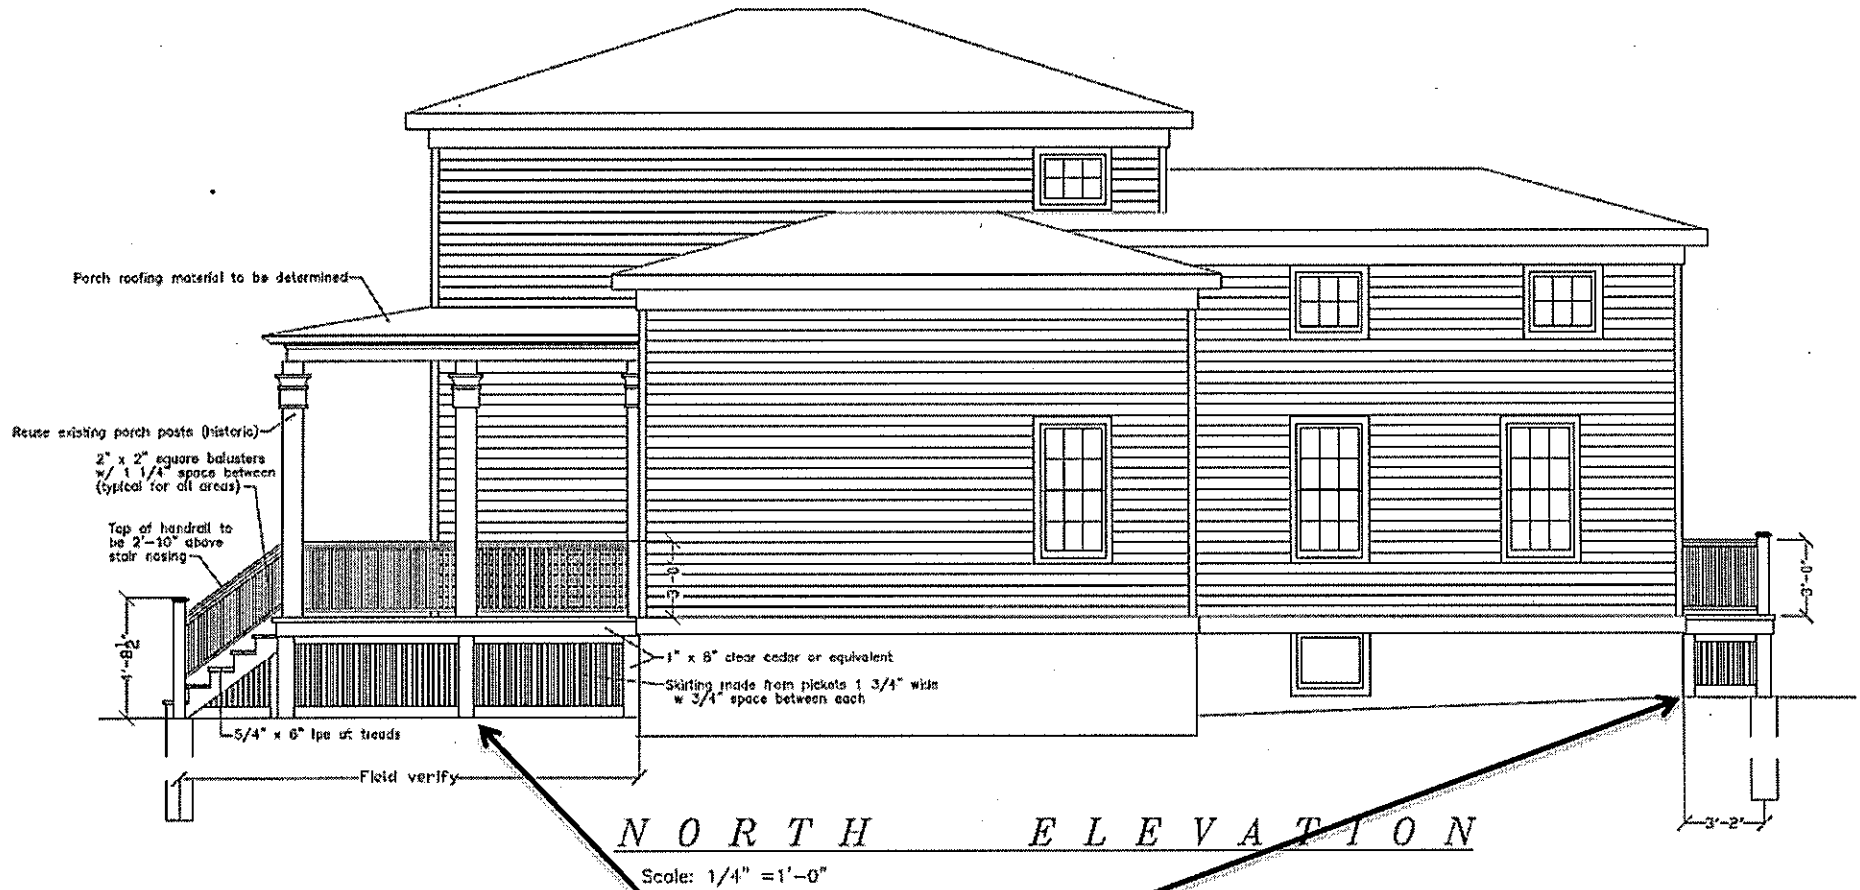 Porch roofing material to be determined
Reuse existing porch posts (historic)
2" x 2" square balusters
w/ 1 1/4" space between
(typical for all areas)
Top of handrail to
be 2'-10" above
stair nosing
4'-8½"
3'-0"
3'-0"
1" x 8" clear cedar or equivalent
Skirting made from pickets 1 3/4" wide
w 3/4" space between each
5/4" x 6" Ipe at treads
Field verify
3'-2"
NORTH ELEVATION
Scale: 1/4" =1'-0"